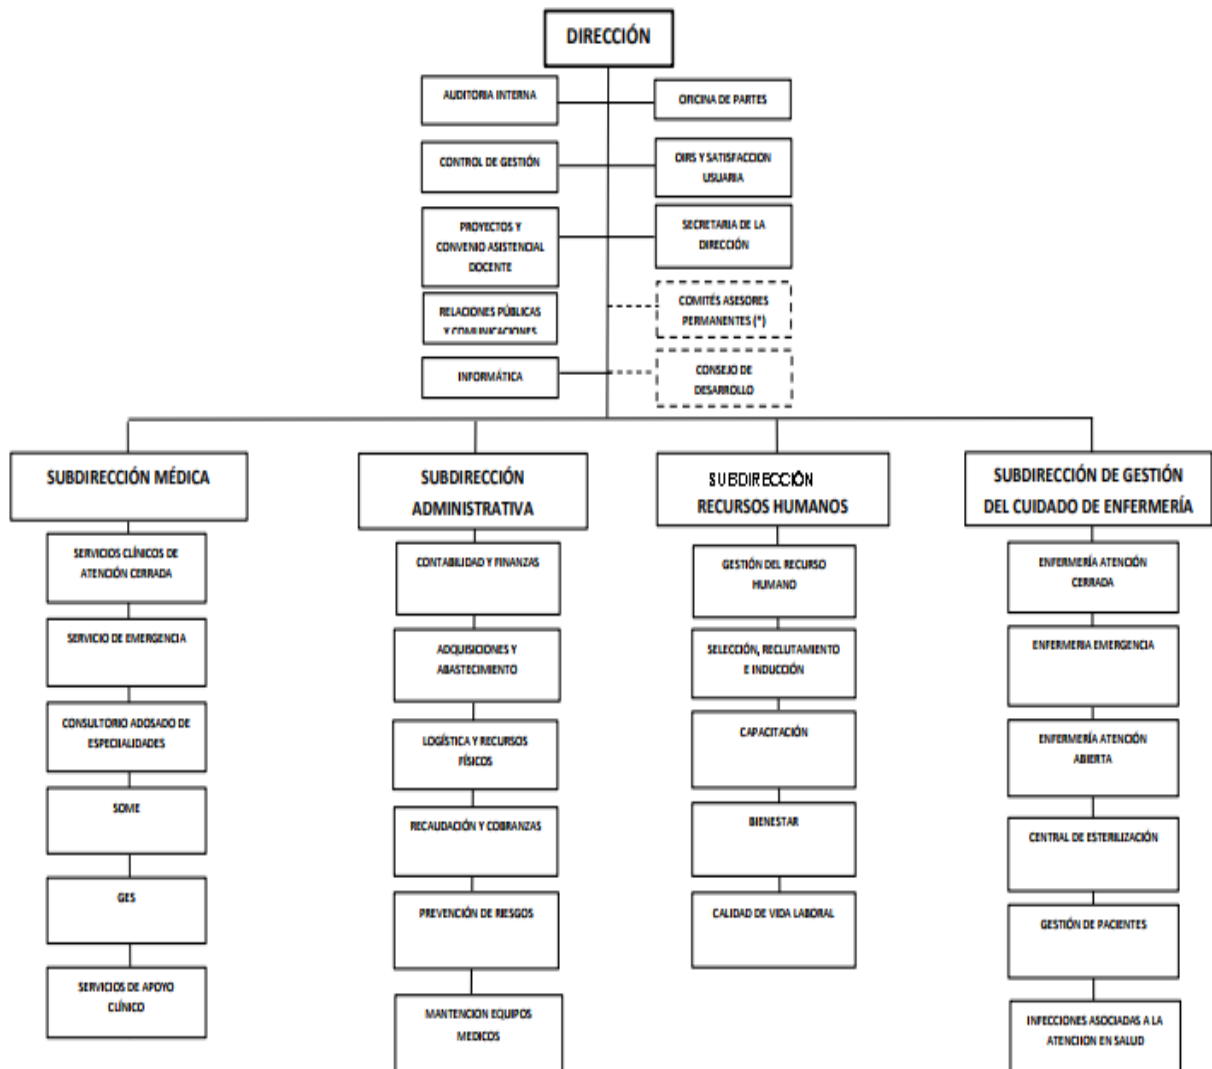 DIRECCIÓN
AUDITORIA INTERNA
OFICINA DE PARTES
CONTROL DE GESTIÓN
OIRS Y SATISFACCION
USUARIA
PROYECTOS Y
CONVENIO ASISTENCIAL
DOCENTE
SECRETARIA DE LA
DIRECCIÓN
RELACIONES PÚBLICAS
Y COMUNICACIONES
COMITÉS ASESORES
PERMANENTES (*)
INFORMÁTICA
CONSEJO DE
DESARROLLO
SUBDIRECCIÓN MÉDICA
SERVICIOS CLÍNICOS DE
ATENCIÓN CERRADA
SERVICIO DE EMERGENCIA
CONSULTORIO ADOSADO DE
ESPECIALIDADES
SOME
GES
SERVICIOS DE APOYO
CLÍNICO
SUBDIRECCIÓN
ADMINISTRATIVA
CONTABILIDAD Y FINANZAS
ADQUISICIONES Y
ABASTECIMIENTO
LOGÍSTICA Y RECURSOS
FÍSICOS
RECAUDACIÓN Y COBRANZAS
PREVENCIÓN DE RIESGOS
MANTENCION EQUIPOS
MEDICOS
SUBDIRECCIÓN
RECURSOS HUMANOS
GESTIÓN DEL RECURSO
HUMANO
SELECCIÓN, RECLUTAMIENTO
E INDUCCIÓN
CAPACITACIÓN
BIENESTAR
CALIDAD DE VIDA LABORAL
SUBDIRECCIÓN DE GESTIÓN
DEL CUIDADO DE ENFERMERÍA
ENFERMERÍA ATENCIÓN
CERRADA
ENFERMERIA EMERGENCIA
ENFERMERÍA ATENCIÓN
ABIERTA
CENTRAL DE ESTERILIZACIÓN
GESTIÓN DE PACIENTES
INFECCIONES ASOCIADAS A LA
ATENCION EN SALUD